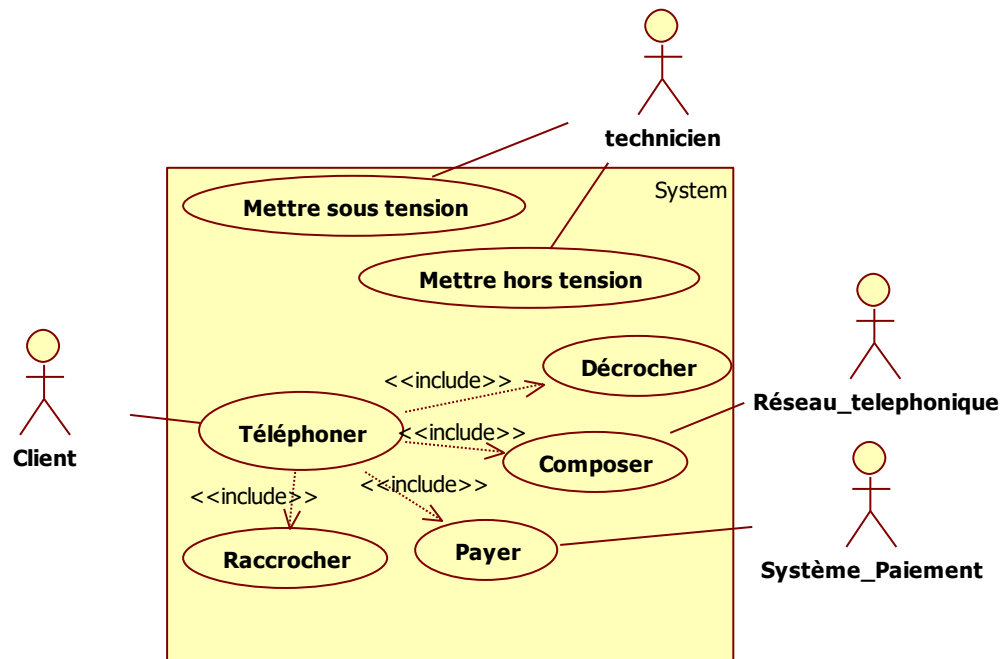 technicien
System
Mettre sous tension
Mettre hors tension
Décrocher
<<include>>
Réseau_telephonique
Téléphoner
<<include>>
Client
Composer
<<include>>
<<include>>
Raccrocher
Payer
Système_Paiement